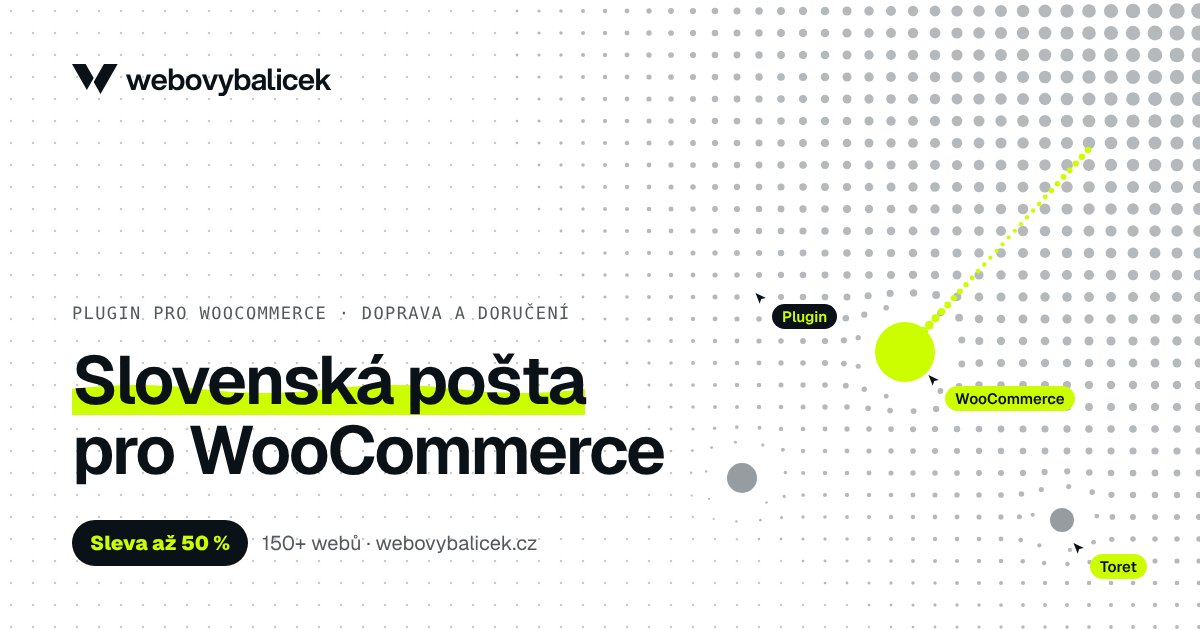 webovybalicek
PLUGIN PRO WOOCOMMERCE · DOPRAVA A DORUČENÍ
Slovenská pošta
pro WooCommerce
Sleva až 50 % 150+ webů · webovybalicek.cz
Plugin
WooCommerce
Toret